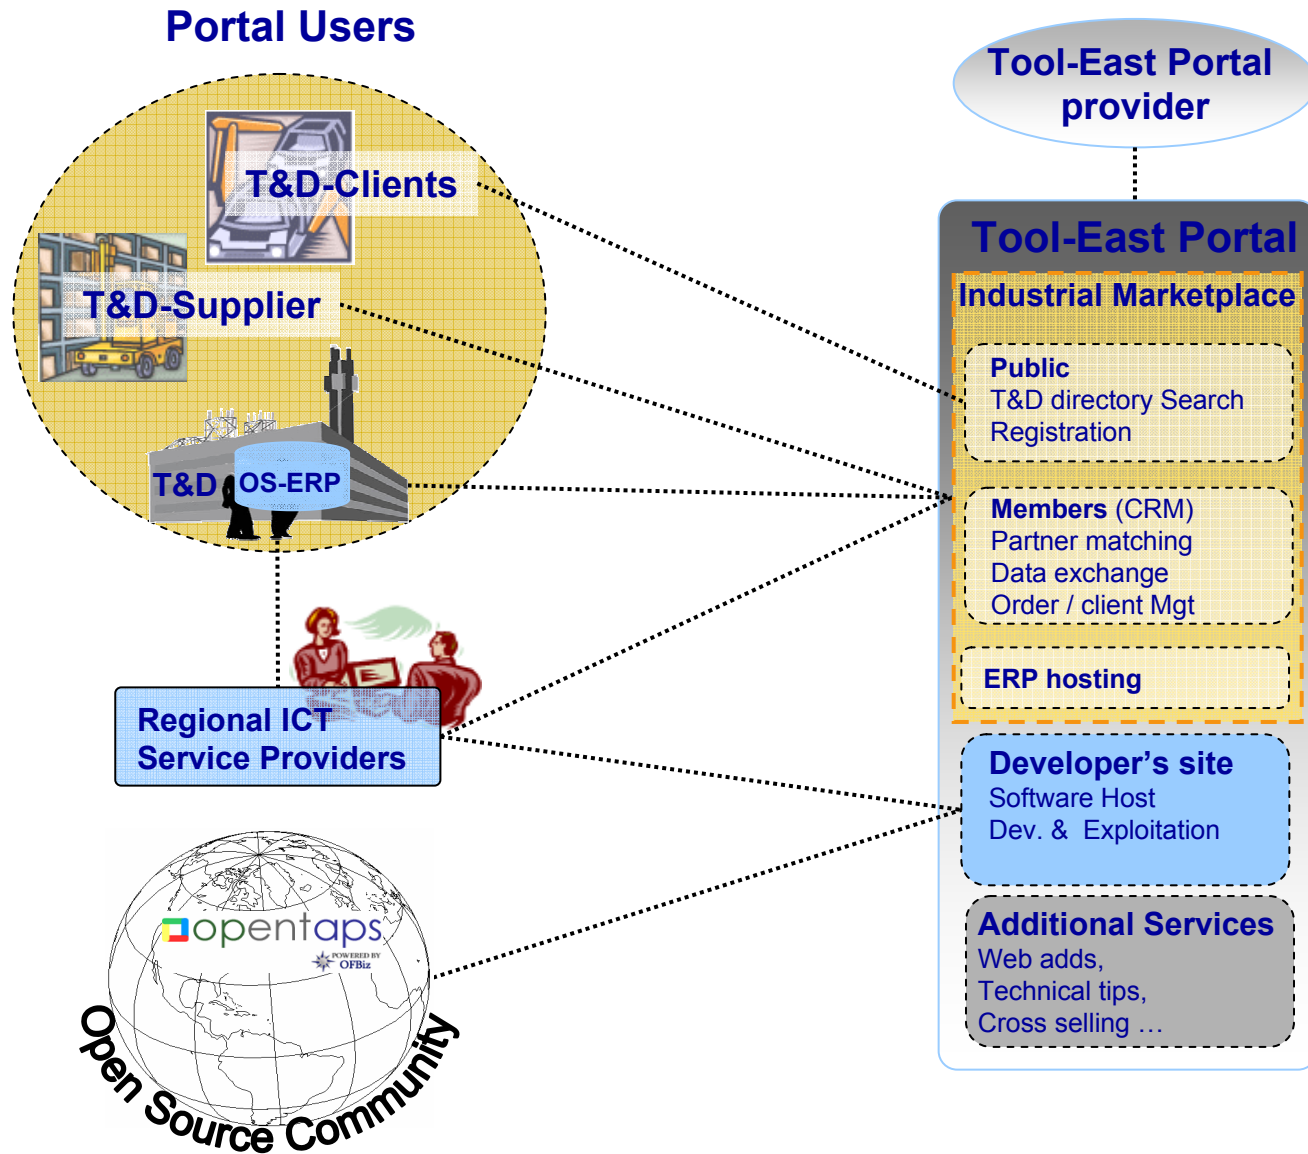 Portal Users
T&D-Clients
T&D-Supplier
T&D
OS-ERP
Regional ICT
Service Providers
opentaps
POWERED BY
OFBiz
Open Source Community
Tool-East Portal
provider
Tool-East Portal
Industrial Marketplace
Public
T&D directory Search
Registration
Members (CRM)
Partner matching
Data exchange
Order / client Mgt
ERP hosting
Developer's site
Software Host
Dev. & Exploitation
Additional Services
Web adds,
Technical tips,
Cross selling …